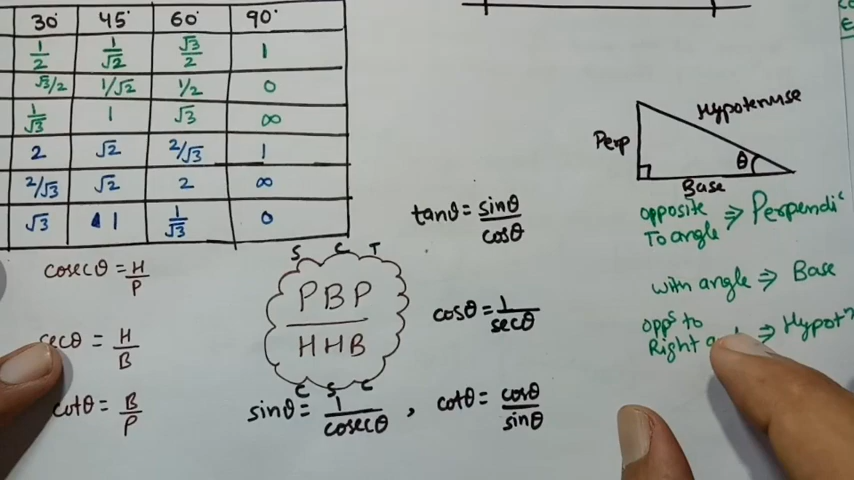 30° 45° 60° 90°
1/2 1/√2 √3/2 1
√3/2 1/√2 1/2 0
1/√3 1 √3 ∞
2 √2 2/√3 1
2/√3 √2 2 ∞
√3 1 1/√3 0
Hypotenuse
Perp
θ
Base
opposite
To angle ⇒ Perpendic
with angle ⇒ Base
opps to
Right ⇒ Hypot
tanθ = sinθ/cosθ
cosθ = 1/secθ
sinθ = 1/cosecθ , cotθ = cosθ/sinθ
S C T
PBP
HHB
C S C
cosecθ = H/P
secθ = H/B
cotθ = B/P